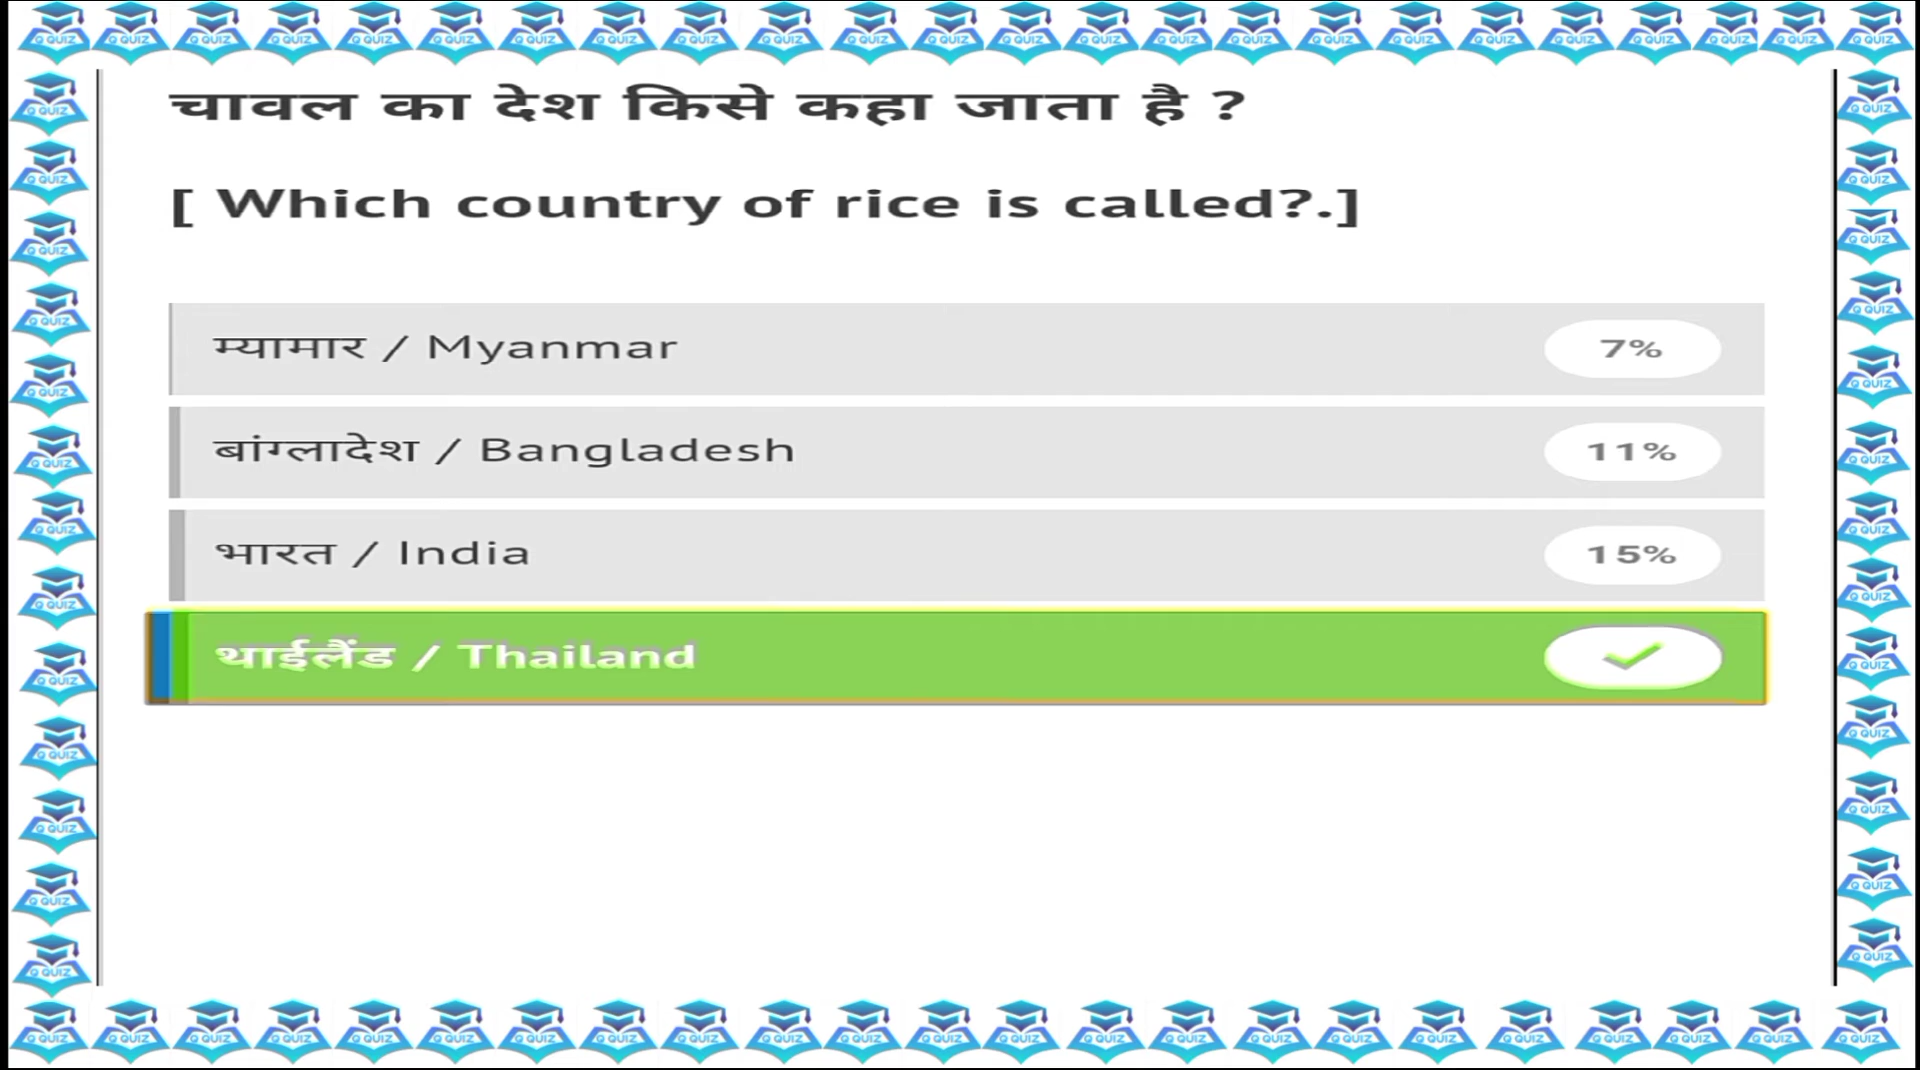 चावल का देश किसे कहा जाता है ?
[ Which country of rice is called?.]
म्यामार / Myanmar 7%
बांग्लादेश / Bangladesh 11%
भारत / India 15%
थाईलैंड / Thailand